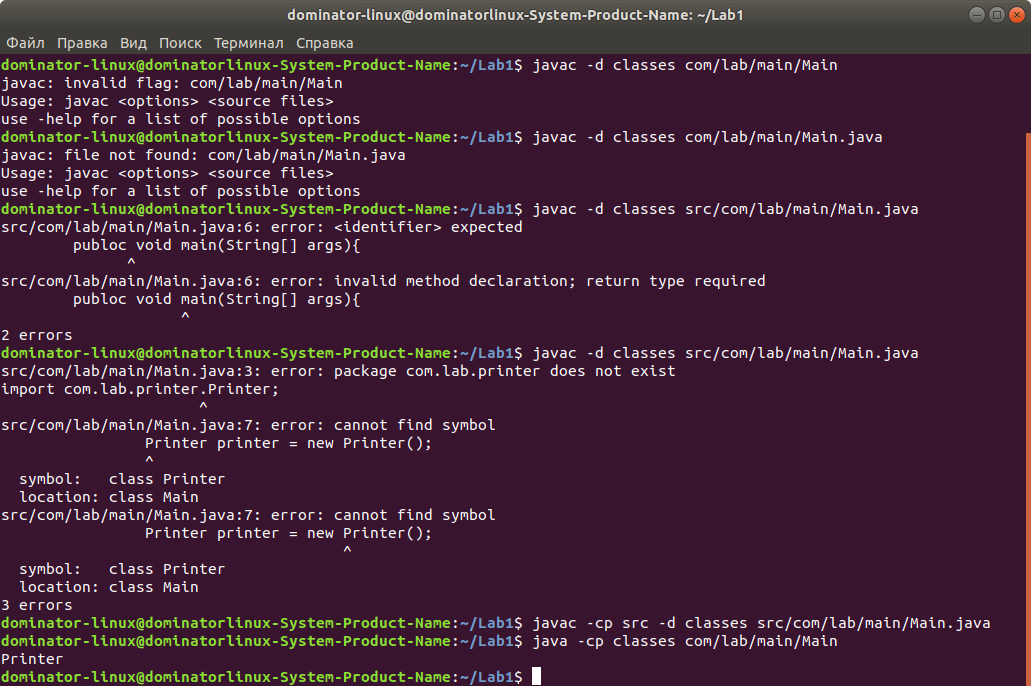 dominator-linux@dominatorlinux-System-Product-Name: ~/Lab1
Файл Правка Вид Поиск Терминал Справка
dominator-linux@dominatorlinux-System-Product-Name:~/Lab1$ javac -d classes com/lab/main/Main
javac: invalid flag: com/lab/main/Main
Usage: javac <options> <source files>
use -help for a list of possible options
dominator-linux@dominatorlinux-System-Product-Name:~/Lab1$ javac -d classes com/lab/main/Main.java
javac: file not found: com/lab/main/Main.java
Usage: javac <options> <source files>
use -help for a list of possible options
dominator-linux@dominatorlinux-System-Product-Name:~/Lab1$ javac -d classes src/com/lab/main/Main.java
src/com/lab/main/Main.java:6: error: <identifier> expected
        publoc void main(String[] args){
              ^
src/com/lab/main/Main.java:6: error: invalid method declaration; return type required
        publoc void main(String[] args){
                    ^
2 errors
dominator-linux@dominatorlinux-System-Product-Name:~/Lab1$ javac -d classes src/com/lab/main/Main.java
src/com/lab/main/Main.java:3: error: package com.lab.printer does not exist
import com.lab.printer.Printer;
                      ^
src/com/lab/main/Main.java:7: error: cannot find symbol
                Printer printer = new Printer();
                ^
  symbol:   class Printer
  location: class Main
src/com/lab/main/Main.java:7: error: cannot find symbol
                Printer printer = new Printer();
                                      ^
  symbol:   class Printer
  location: class Main
3 errors
dominator-linux@dominatorlinux-System-Product-Name:~/Lab1$ javac -cp src -d classes src/com/lab/main/Main.java
dominator-linux@dominatorlinux-System-Product-Name:~/Lab1$ java -cp classes com/lab/main/Main
Printer
dominator-linux@dominatorlinux-System-Product-Name:~/Lab1$